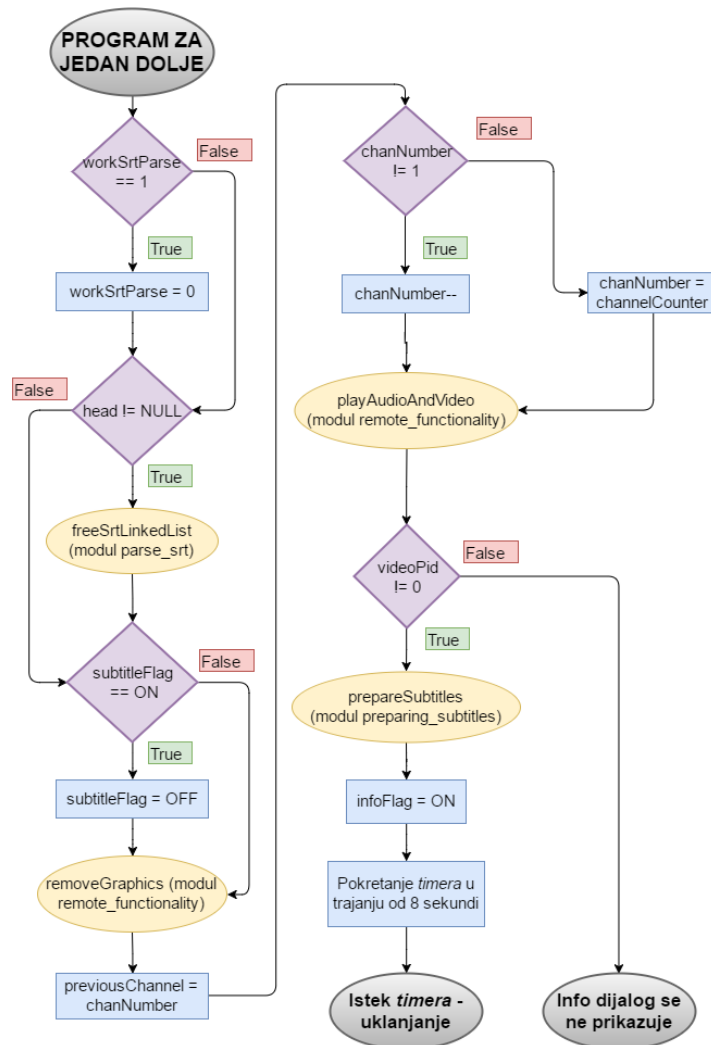 PROGRAM ZA
JEDAN DOLJE
workSrtParse
== 1
False
True
workSrtParse = 0
False
head != NULL
True
freeSrtLinkedList
(modul parse_srt)
subtitleFlag
== ON
False
True
subtitleFlag = OFF
removeGraphics (modul
remote_functionality)
previousChannel =
chanNumber
chanNumber
!= 1
False
True
chanNumber--
chanNumber =
channelCounter
playAudioAndVideo
(modul remote_functionality)
videoPid
!= 0
False
True
prepareSubtitles
(modul preparing_subtitles)
infoFlag = ON
Pokretanje timera u
trajanju od 8 sekundi
Istek timera -
uklanjanje
Info dijalog se
ne prikazuje